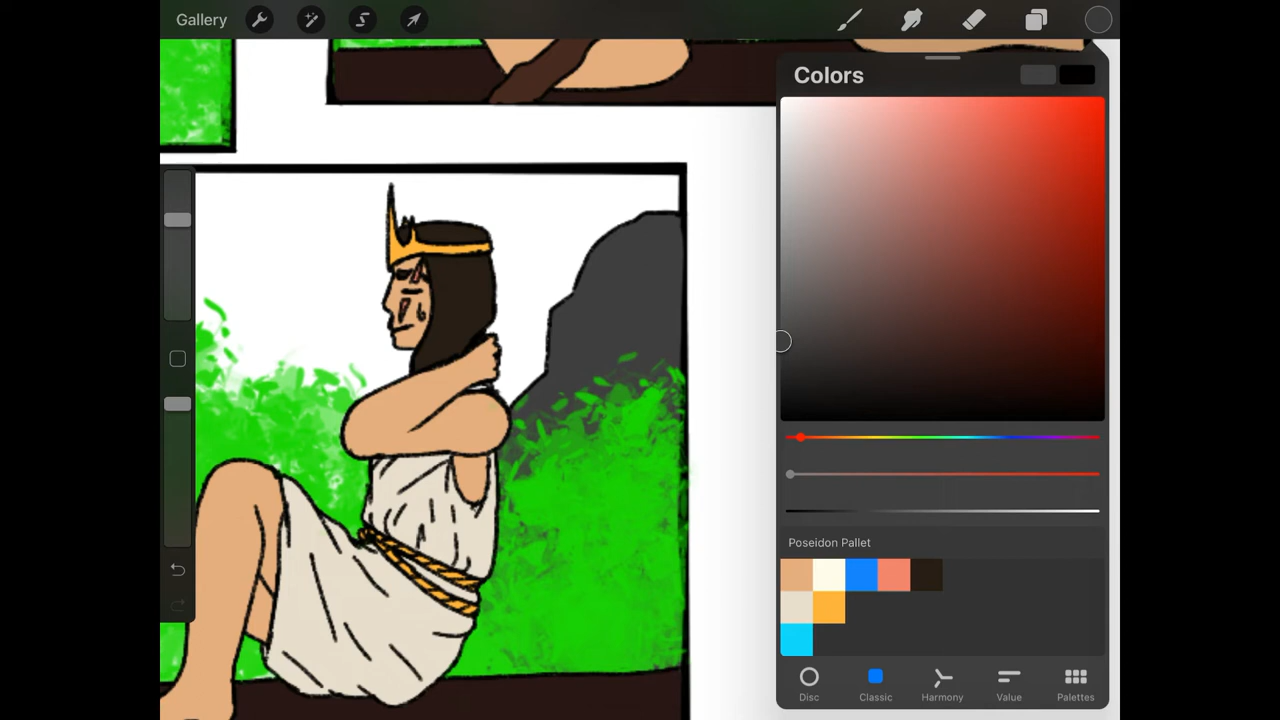 Gallery
Colors
Poseidon Pallet
Disc
Classic
Harmony
Value
Palettes